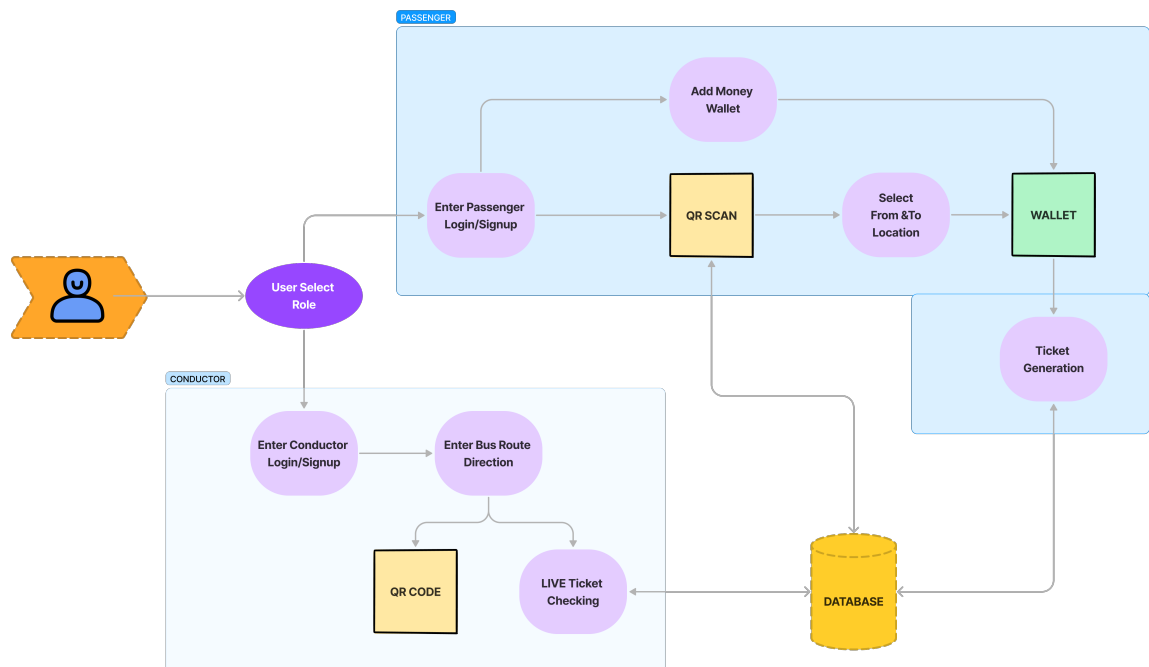 PASSENGER
Add Money
Wallet
Enter Passenger
Login/Signup
QR SCAN
Select
From &To
Location
WALLET
User Select
Role
Ticket
Generation
CONDUCTOR
Enter Conductor
Login/Signup
Enter Bus Route
Direction
QR CODE
LIVE Ticket
Checking
DATABASE